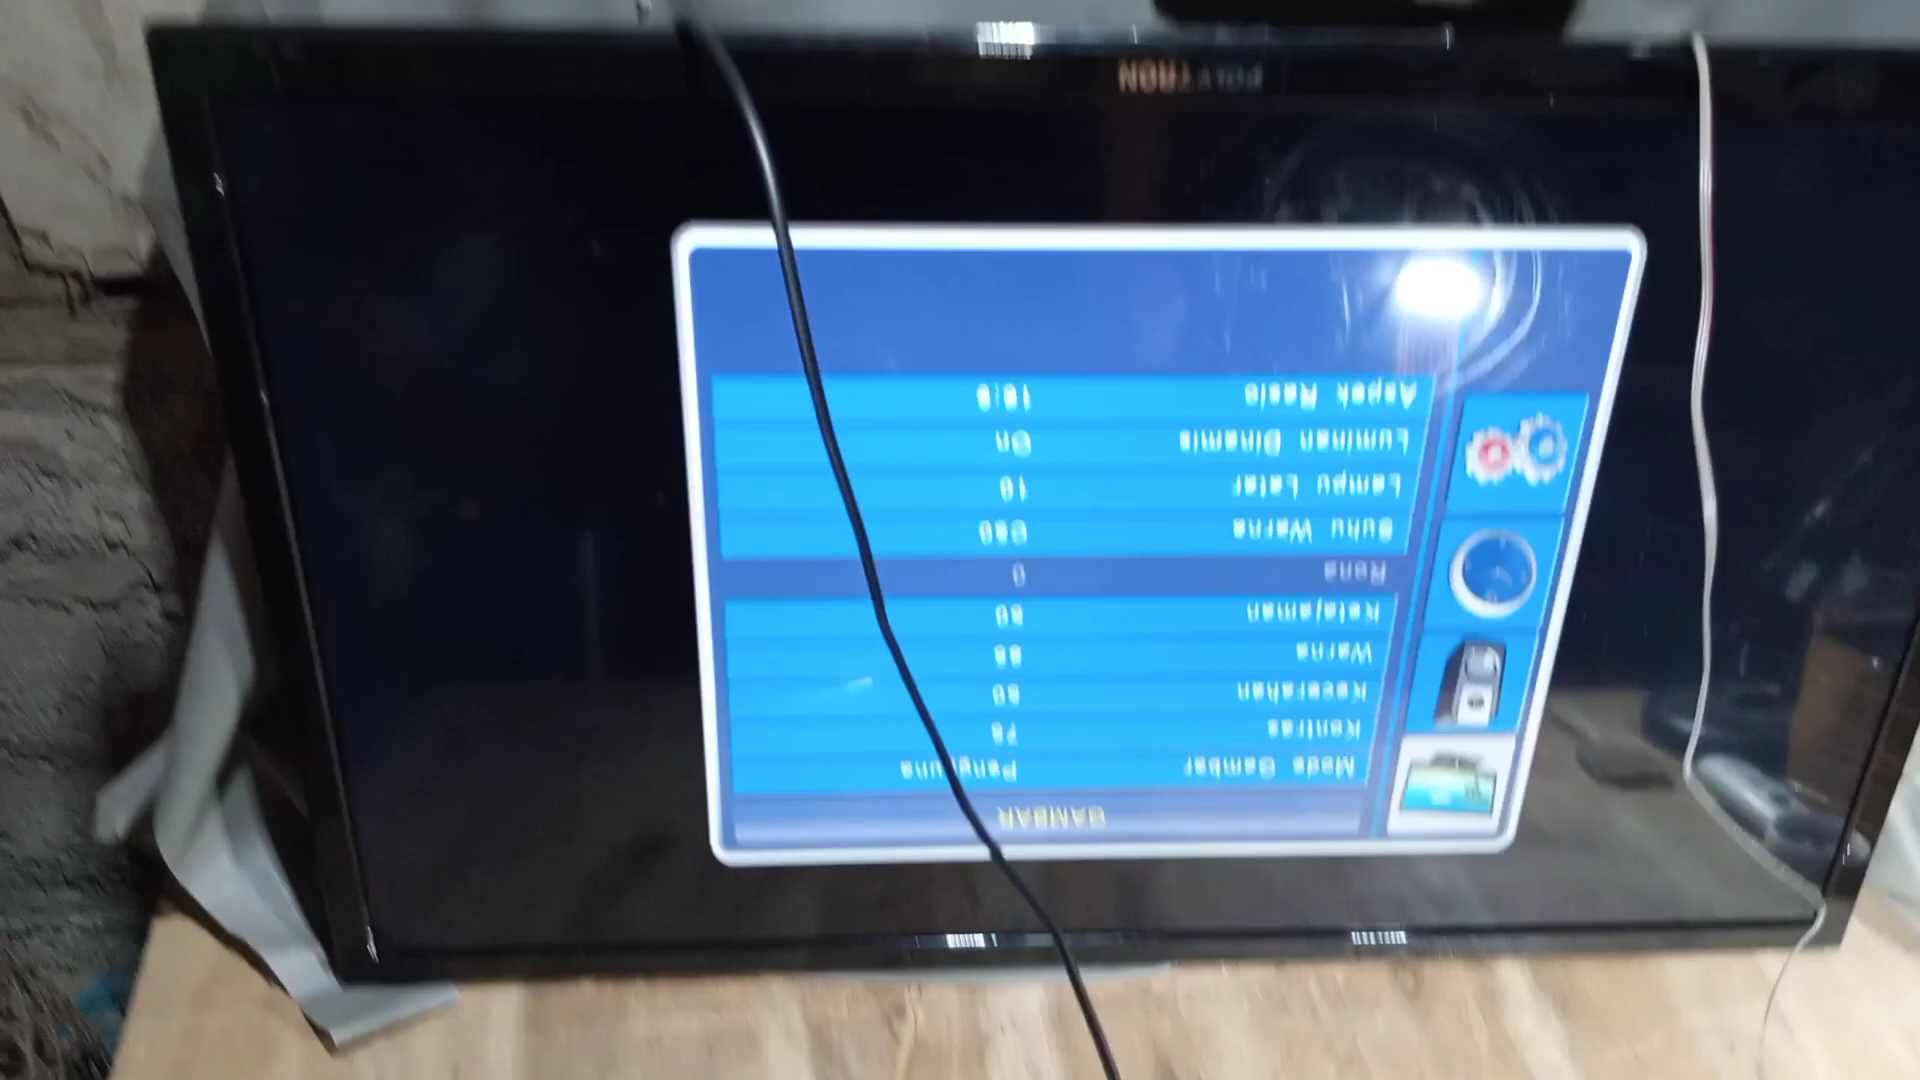 GAMBAR
Mode Gambar Pengguna
Kontras
Kecerahan
Warna
Ketajaman
Rona 0
Suhu Warna
Lampu Latar
Luminan Dinamis On
Aspek Rasio 16:9
POLYTRON